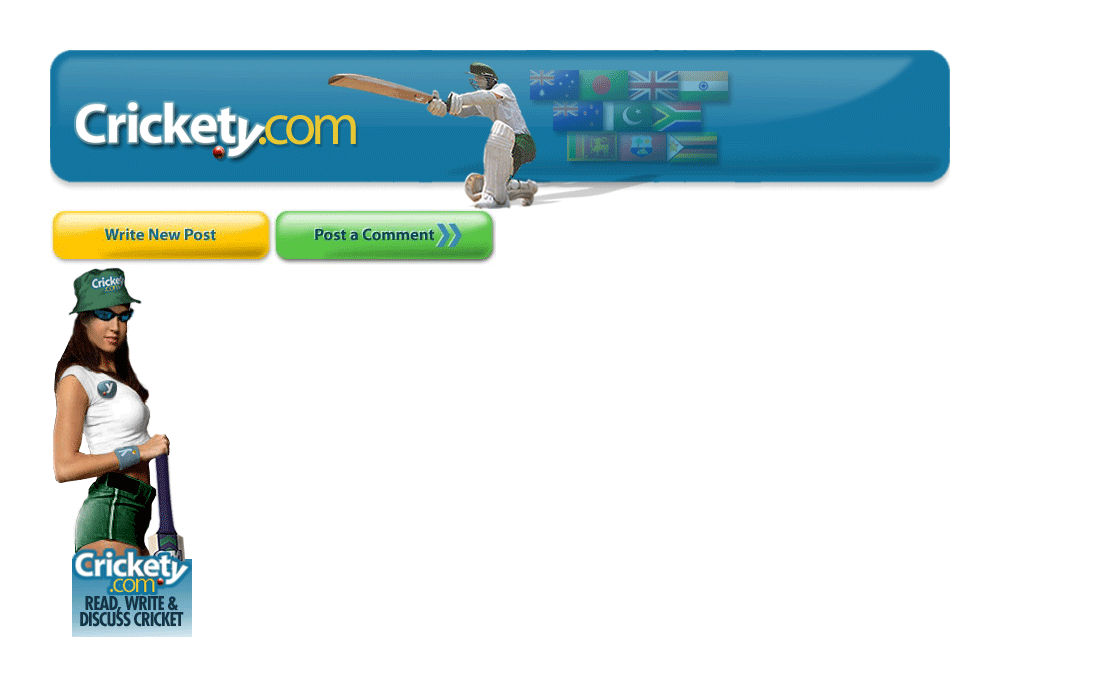 Crickety.com
Write New Post
Post a Comment
Crickety
.com
Crickety
.com
READ, WRITE &
DISCUSS CRICKET